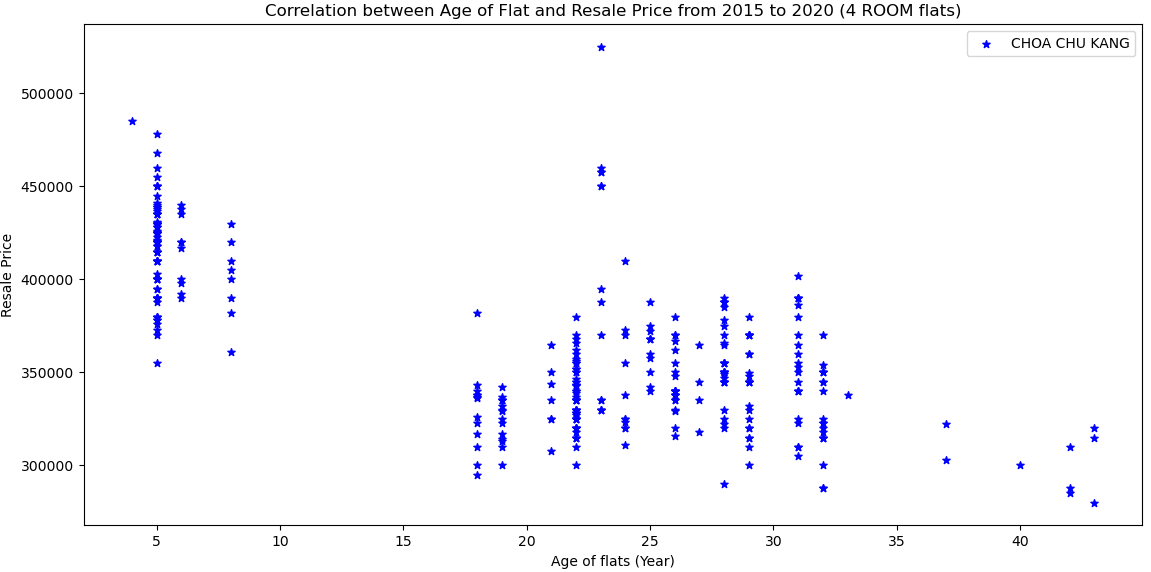 Correlation between Age of Flat and Resale Price from 2015 to 2020 (4 ROOM flats)
CHOA CHU KANG
500000
450000
400000
350000
300000
Resale Price
5 10 15 20 25 30 35 40
Age of flats (Year)